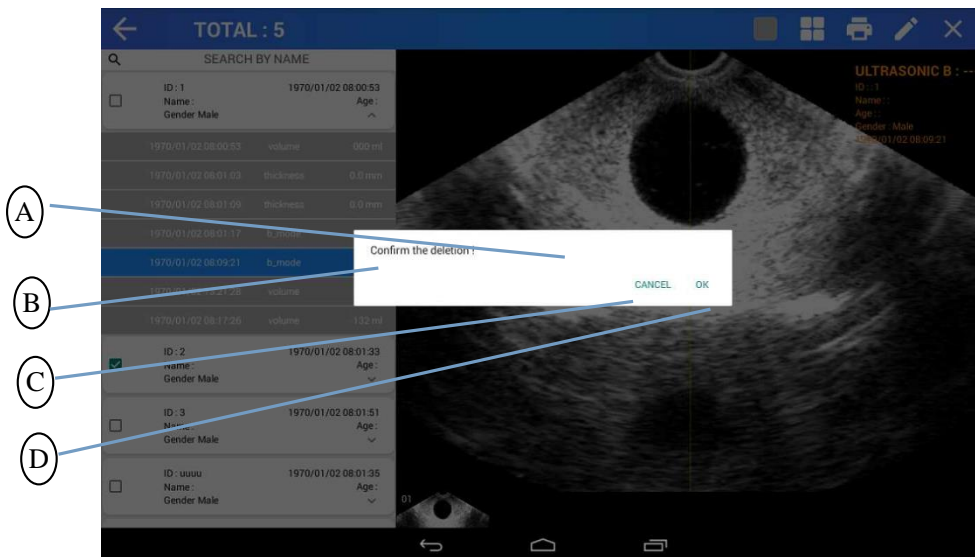 TOTAL : 5
SEARCH BY NAME
ID : 1 1970/01/02 08:00:53
Name : Age :
Gender Male
1970/01/02 08:00:53 volume 000 ml
1970/01/02 08:01:03 thickness 0.0 mm
1970/01/02 08:01:09 thickness 0.0 mm
1970/01/02 08:01:17 b_mode
1970/01/02 08:09:21 b_mode
volume
1970/01/02 08:17:26 volume 132 ml
ID : 2 1970/01/02 08:01:33
Name : Age :
Gender Male
ID : 3 1970/01/02 08:01:51
Name : Age :
Gender Male
ID : uuuu 1970/01/02 08:01:35
Name : Age :
Gender Male
ULTRASONIC B : --
ID : :1
Name : :
Age : :
Gender : Male
1970/01/02 08:09:21
Confirm the deletion ?
CANCEL OK
01
A
B
C
D